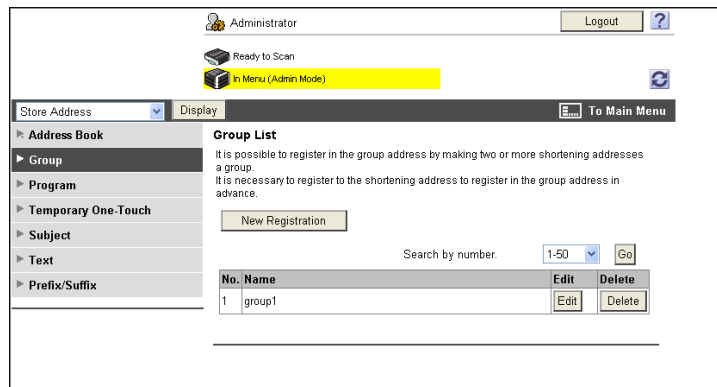 Administrator
Logout
?
Ready to Scan
In Menu (Admin Mode)
Store Address
Display
To Main Menu
Address Book
Group
Program
Temporary One-Touch
Subject
Text
Prefix/Suffix
Group List
It is possible to register in the group address by making two or more shortening addresses
a group.
It is necessary to register to the shortening address to register in the group address in
advance.
New Registration
Search by number. 1-50 Go
No. Name Edit Delete
1 group1 Edit Delete